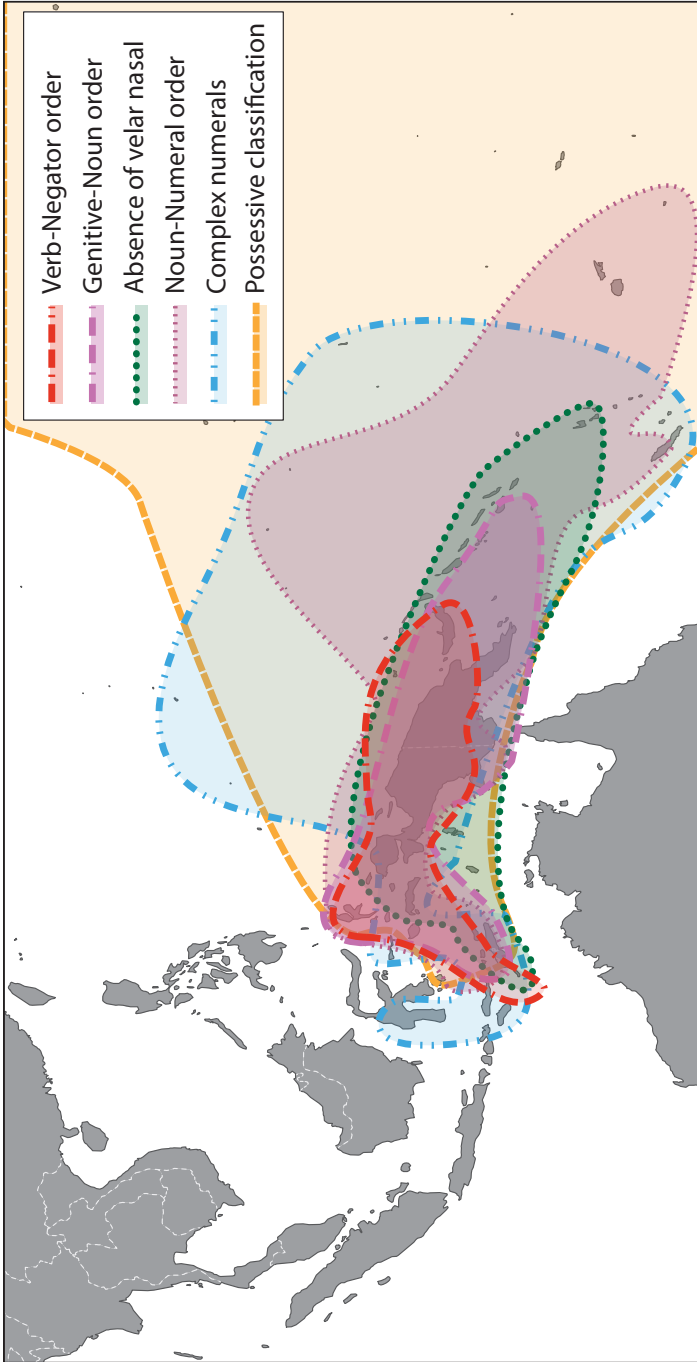 Verb-Negator order
Genitive-Noun order
Absence of velar nasal
Noun-Numeral order
Complex numerals
Possessive classification